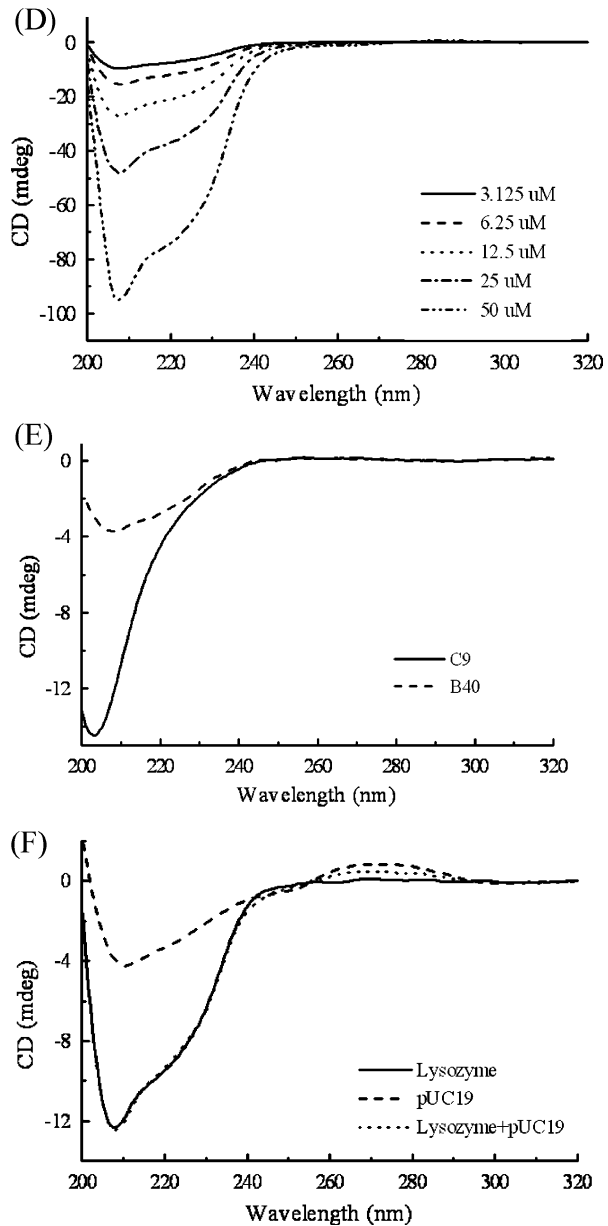 (D)
0
-20
-40
-60
-80
-100
CD (mdeg)
3.125 uM
6.25 uM
12.5 uM
25 uM
50 uM
200 220 240 260 280 300 320
Wavelength (nm)
(E)
0
-4
-8
-12
CD (mdeg)
C9
B40
200 220 240 260 280 300 320
Wavelength (nm)
(F)
0
-4
-8
-12
CD (mdeg)
Lysozyme
pUC19
Lysozyme+pUC19
200 220 240 260 280 300 320
Wavelength (nm)